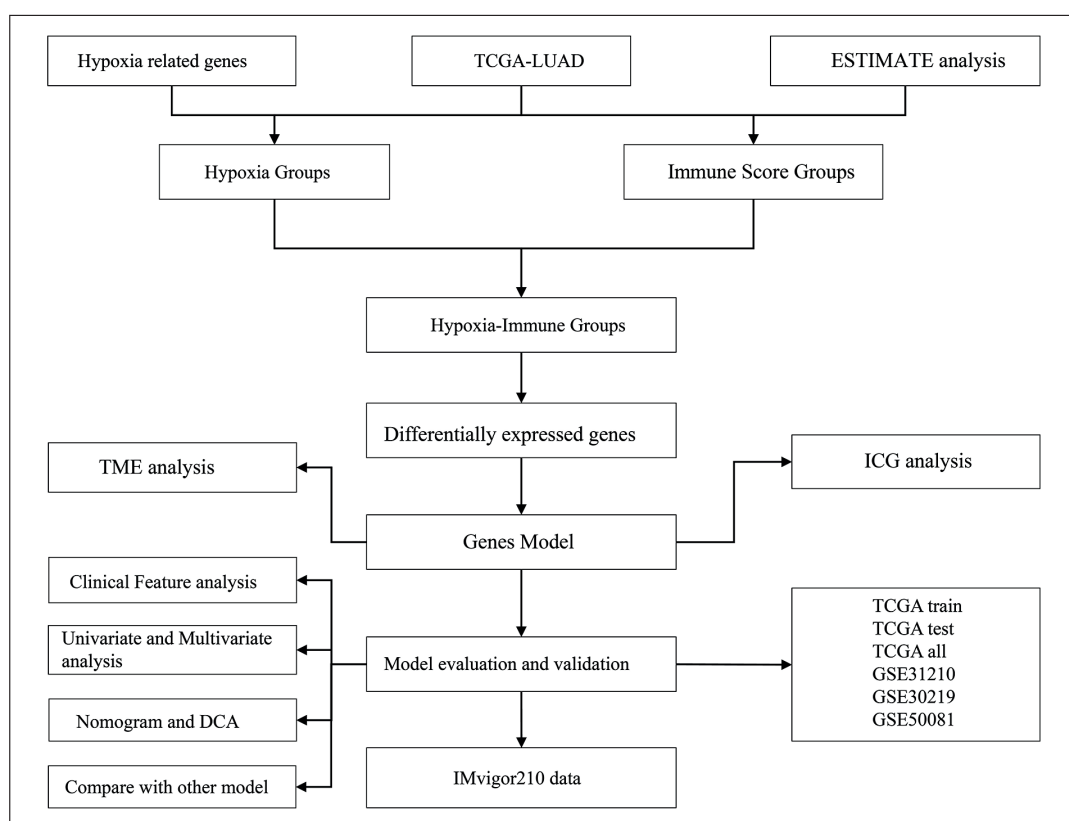 Hypoxia related genes
TCGA-LUAD
ESTIMATE analysis
Hypoxia Groups
Immune Score Groups
Hypoxia-Immune Groups
Differentially expressed genes
TME analysis
ICG analysis
Genes Model
Clinical Feature analysis
Univariate and Multivariate
analysis
Model evaluation and validation
TCGA train
TCGA test
TCGA all
GSE31210
GSE30219
GSE50081
Nomogram and DCA
Compare with other model
IMvigor210 data